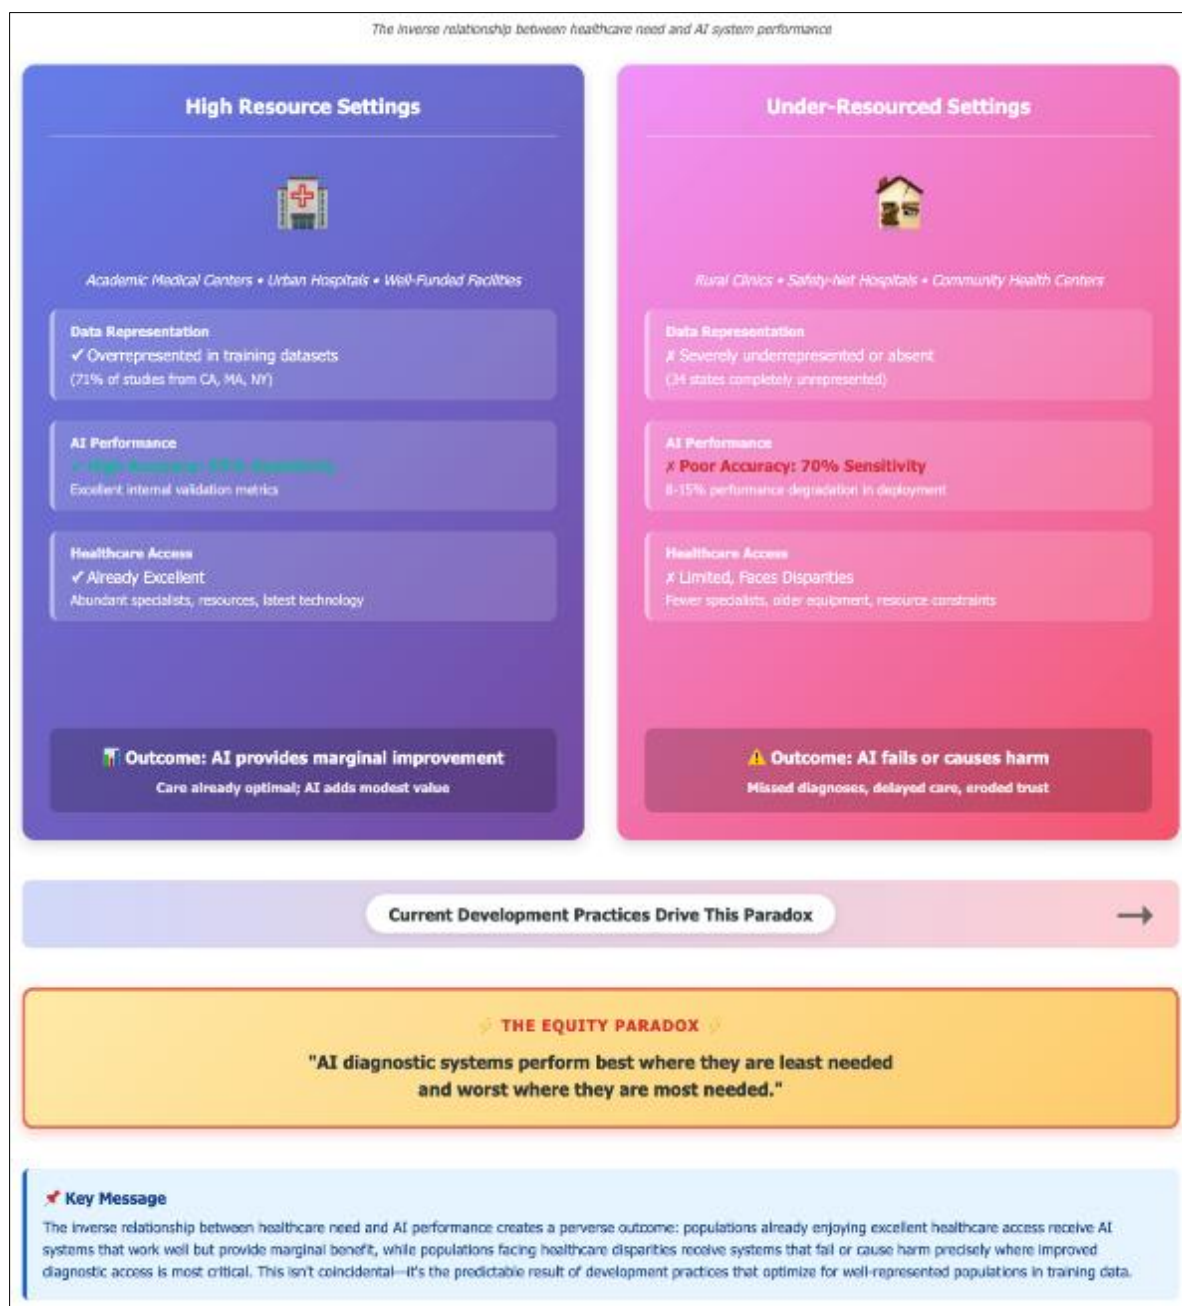 The inverse relationship between healthcare need and AI system performance
High Resource Settings
Academic Medical Centers • Urban Hospitals • Well-Funded Facilities
Data Representation
✓ Overrepresented in training datasets
(71% of studies from CA, MA, NY)
AI Performance
✓ High Accuracy:
Excellent internal validation metrics
Healthcare Access
✓ Already Excellent
Abundant specialists, resources, latest technology
Outcome: AI provides marginal improvement
Care already optimal; AI adds modest value
Under-Resourced Settings
Rural Clinics • Safety-Net Hospitals • Community Health Centers
Data Representation
✗ Severely underrepresented or absent
(34 states completely unrepresented)
AI Performance
✗ Poor Accuracy: 70% Sensitivity
8-15% performance degradation in deployment
Healthcare Access
✗ Limited, Faces Disparities
Fewer specialists, older equipment, resource constraints
Outcome: AI fails or causes harm
Missed diagnoses, delayed care, eroded trust
Current Development Practices Drive This Paradox →
THE EQUITY PARADOX
"AI diagnostic systems perform best where they are least needed
and worst where they are most needed."
Key Message
The inverse relationship between healthcare need and AI performance creates a perverse outcome: populations already enjoying excellent healthcare access receive AI
systems that work well but provide marginal benefit, while populations facing healthcare disparities receive systems that fail or cause harm precisely where improved
diagnostic access is most critical. This isn't coincidental—it's the predictable result of development practices that optimize for well-represented populations in training data.